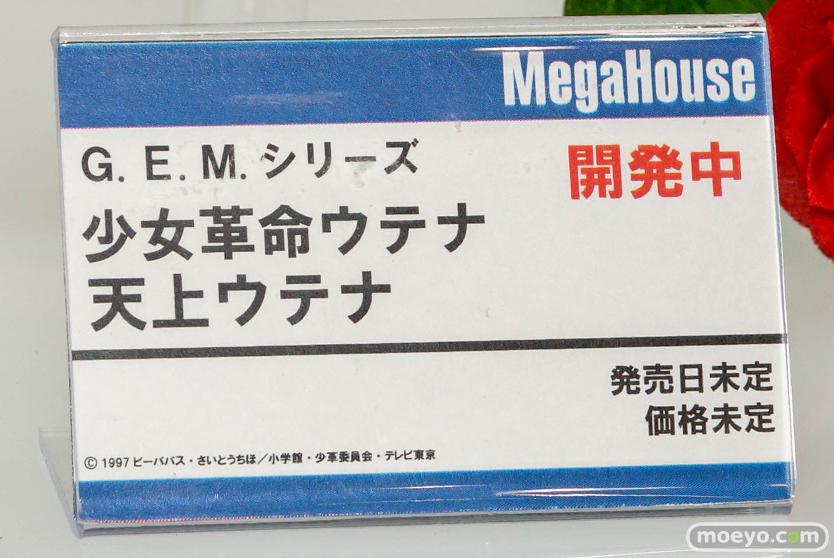 MegaHouse
G.E.M.シリーズ
開発中
少女革命ウテナ
天上ウテナ
発売日未定
価格未定
© 1997 ビーパパス・さいとうちほ／小学館・少革委員会・テレビ東京
moeyo.com